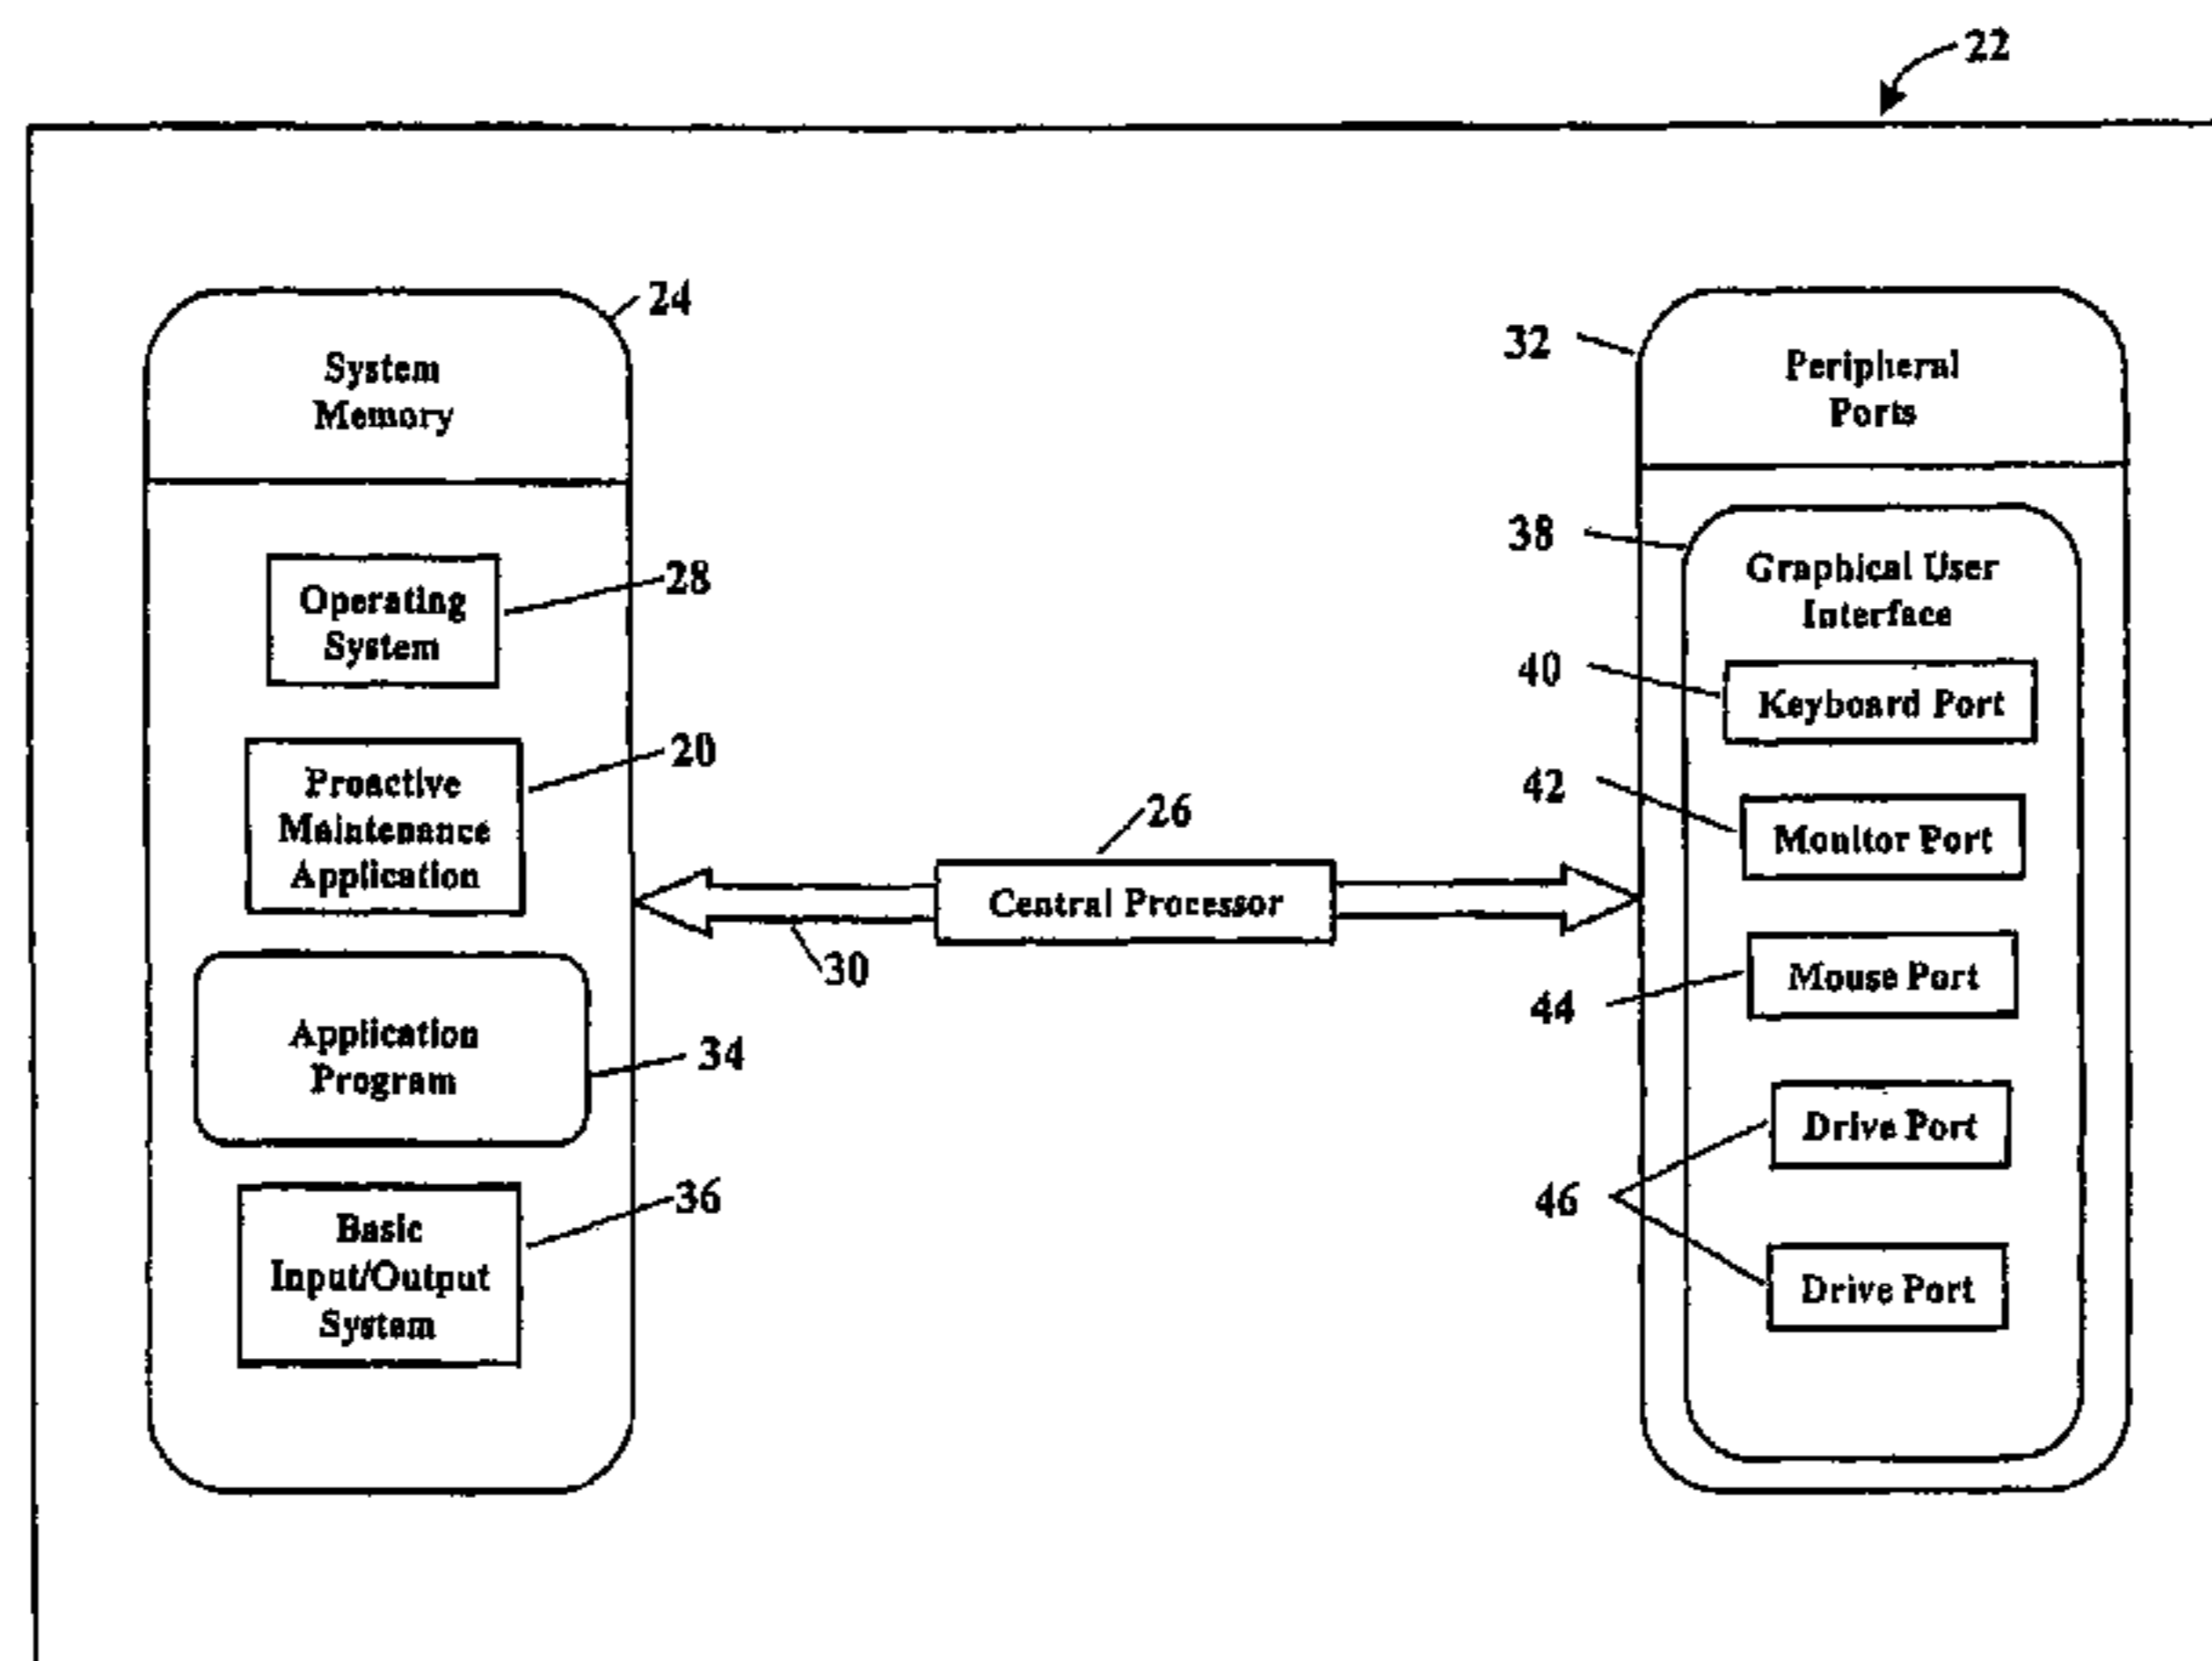 22
24
System
Memory
28
Operating
System
20
Proactive
Maintenance
Application
Application
Program
34
36
Basic
Input/Output
System
26
Central Processor
30
32
Peripheral
Ports
38
Graphical User
Interface
40
Keyboard Port
42
Monitor Port
44
Mouse Port
46
Drive Port
Drive Port